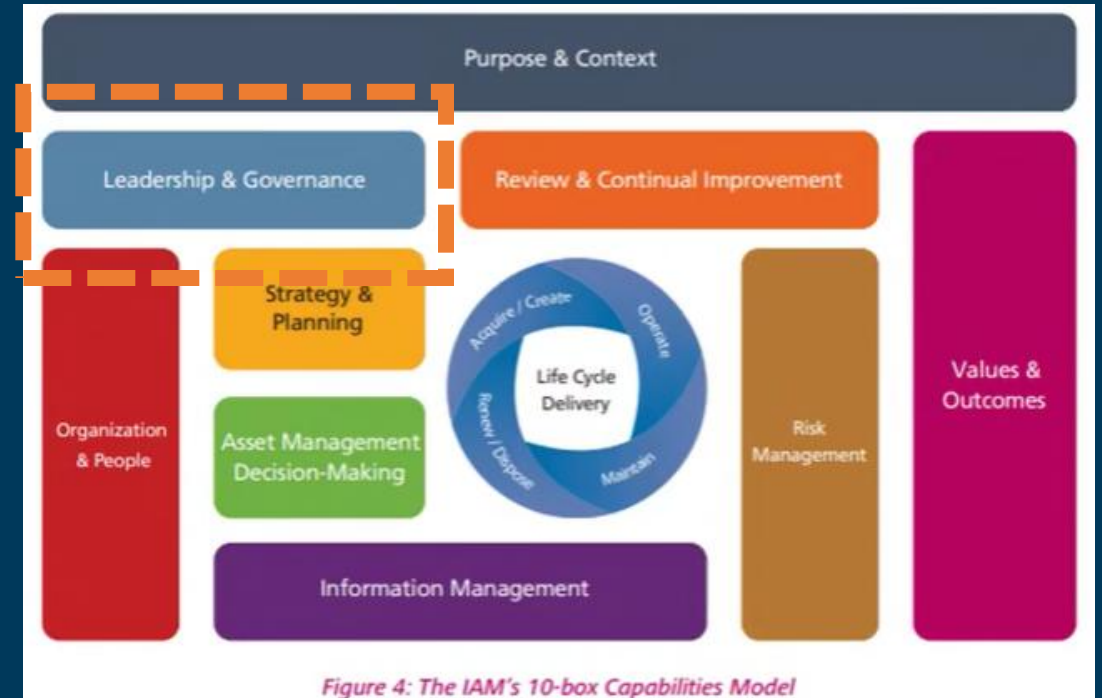 Purpose & Context
Leadership & Governance
Review & Continual Improvement
Organization
& People
Strategy &
Planning
Asset Management
Decision-Making
Acquire / Create
Operate
Maintain
Renew / Dispose
Life Cycle
Delivery
Information Management
Risk
Management
Values &
Outcomes
Figure 4: The IAM's 10-box Capabilities Model